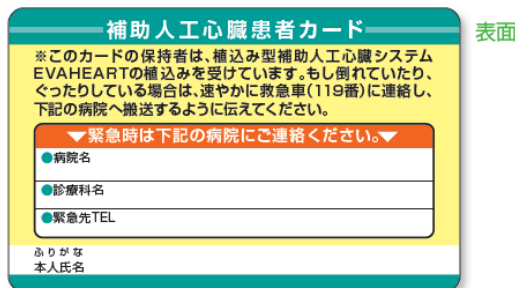 補助人工心臓患者カード
表面
※このカードの保持者は、植込み型補助人工心臓システム
EVAHEARTの植込みを受けています。もし倒れていたり、
ぐったりしている場合は、速やかに救急車(119番)に連絡し、
下記の病院へ搬送するように伝えてください。
▼緊急時は下記の病院にご連絡ください。▼
●病院名
●診療科名
●緊急先TEL
ふりがな
本人氏名